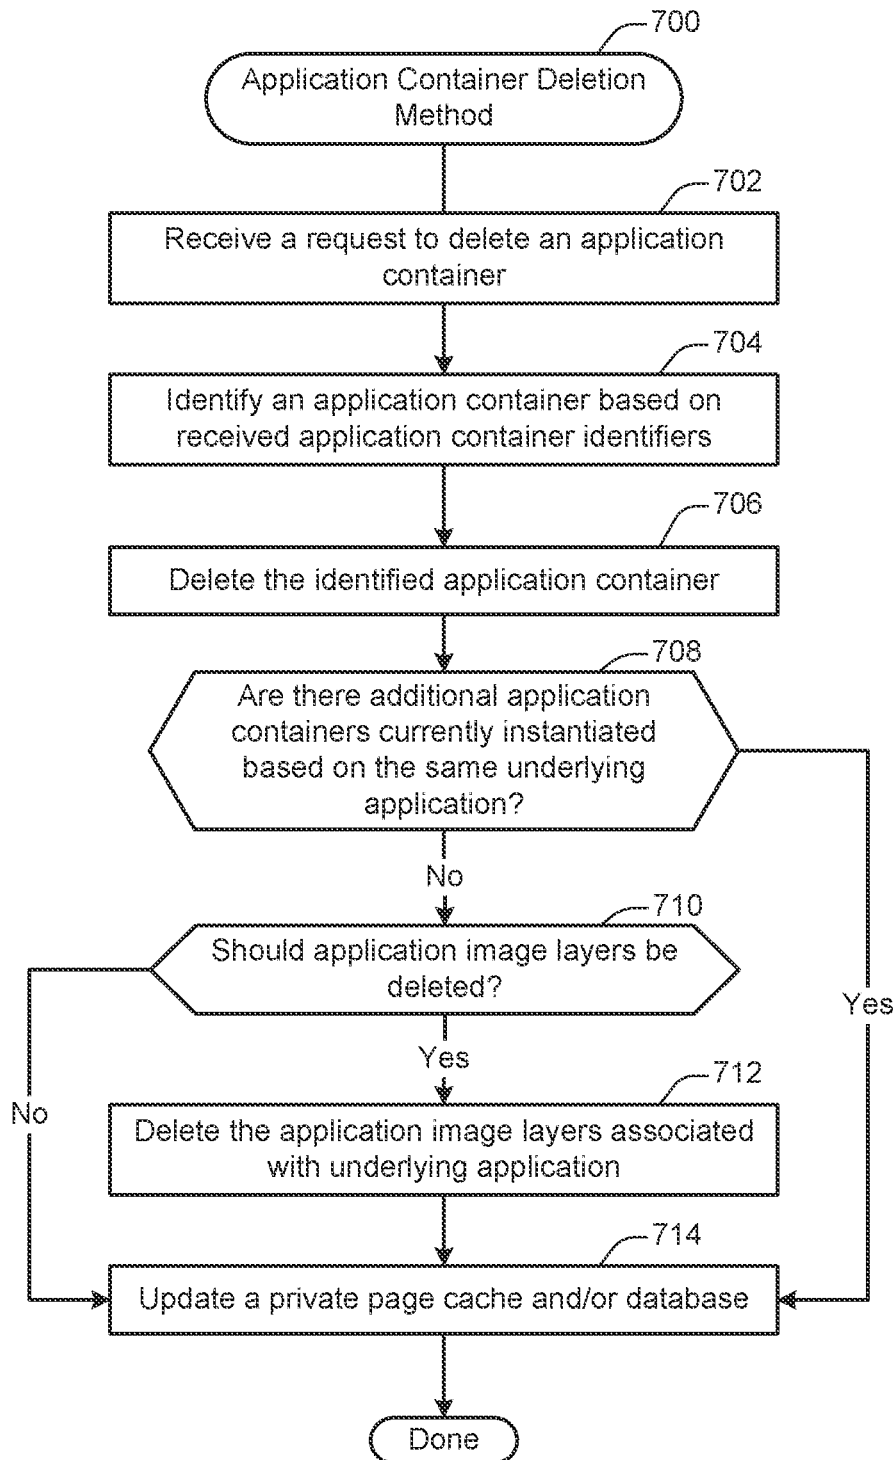 700
Application Container Deletion
Method
702
Receive a request to delete an application
container
704
Identify an application container based on
received application container identifiers
706
Delete the identified application container
708
Are there additional application
containers currently instantiated
based on the same underlying
application?
No
710
Should application image layers be
deleted?
Yes
Yes
No
712
Delete the application image layers associated
with underlying application
714
Update a private page cache and/or database
Done